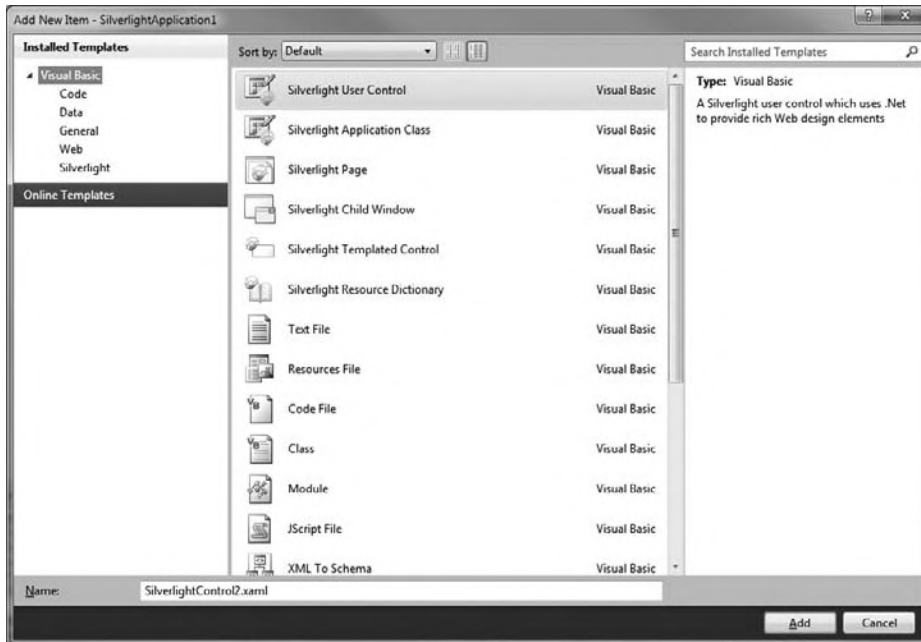 Add New Item - SilverlightApplication1
Installed Templates
Visual Basic
Code
Data
General
Web
Silverlight
Online Templates
Sort by: Default
Silverlight User Control Visual Basic
Silverlight Application Class Visual Basic
Silverlight Page Visual Basic
Silverlight Child Window Visual Basic
Silverlight Templated Control Visual Basic
Silverlight Resource Dictionary Visual Basic
Text File Visual Basic
Resources File Visual Basic
Code File Visual Basic
Class Visual Basic
Module Visual Basic
JScript File Visual Basic
XML To Schema Visual Basic
Search Installed Templates
Type: Visual Basic
A Silverlight user control which uses .Net
to provide rich Web design elements
Name: SilverlightControl2.xaml
Add Cancel